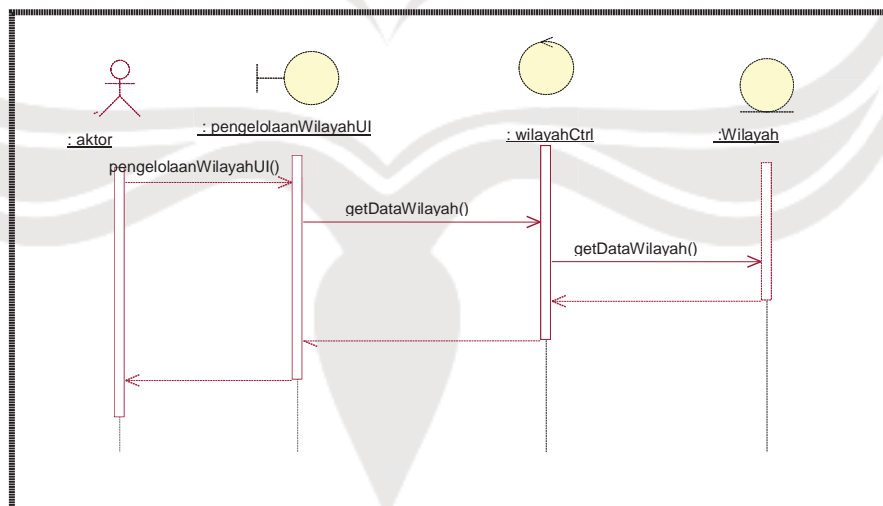 : aktor
: pengelolaanWilayahUI
: wilayahCtrl
:Wilayah
pengelolaanWilayahUI()
getDataWilayah()
getDataWilayah()